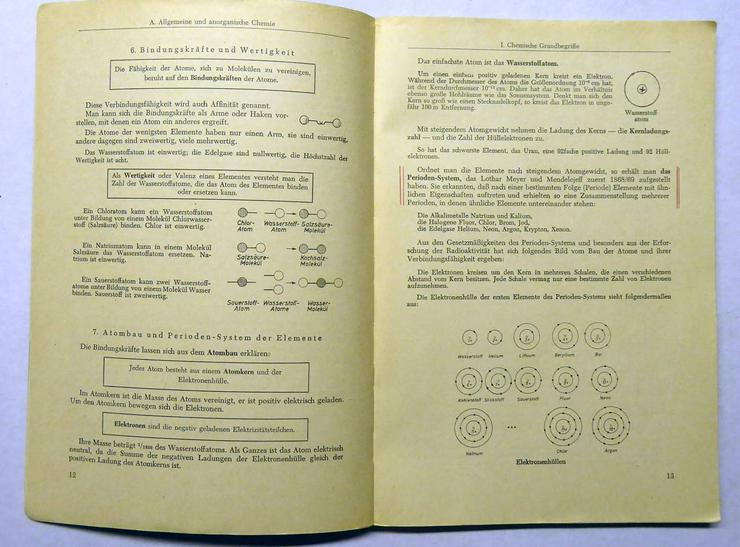 A. Allgemeine und anorganische Chemie
6. Bindungskräfte und Wertigkeit
Die Fähigkeit der Atome, sich zu Molekülen zu vereinigen,
beruht auf den Bindungskräften der Atome.
Diese Verbindungsfähigkeit wird auch Affinität genannt.
Man kann sich die Bindungskräfte als Arme oder Haken vor-
stellen, mit denen ein Atom ein anderes ergreift.
Die Atome der wenigsten Elemente haben nur einen Arm, sie sind einwertig,
andere dagegen sind zweiwertig, viele mehrwertig.
Das Wasserstoffatom ist einwertig; die Edelgase sind nullwertig, die Höchstzahl der
Wertigkeit ist acht.
Als Wertigkeit oder Valenz eines Elementes versteht man die
Zahl der Wasserstoffatome, die das Atom des Elementes binden
oder ersetzen kann.
Ein Chloratom kann ein Wasserstoffatom
unter Bildung von einem Molekül Chlorwasser-
stoff (Salzsäure) binden. Chlor ist einwertig.
Chlor-
Atom
Wasserstoff-
Atom
Salzsäure-
Molekül
Ein Natriumatom kann in einem Molekül
Salzsäure das Wasserstoffatom ersetzen. Na-
trium ist einwertig.
Salzsäure-
Molekül
Kochsalz-
Molekül
Ein Sauerstoffatom kann zwei Wasserstoff-
atome unter Bildung von einem Molekül Wasser
binden. Sauerstoff ist zweiwertig.
Sauerstoff-
Atom
Wasserstoff-
Atome
Wasser-
Molekül
7. Atombau und Perioden-System der Elemente
Die Bindungskräfte lassen sich aus dem Atombau erklären:
Jedes Atom besteht aus einem Atomkern und der
Elektronenhülle.
Im Atomkern ist die Masse des Atoms vereinigt, er ist positiv elektrisch geladen.
Um den Atomkern bewegen sich die Elektronen.
Elektronen sind die negativ geladenen Elektrizitätsteilchen.
Ihre Masse beträgt 1/1838 des Wasserstoffatoms. Als Ganzes ist das Atom elektrisch
neutral, da die Summe der negativen Ladungen der Elektronenhülle gleich der
positiven Ladung des Atomkerns ist.
12
I. Chemische Grundbegriffe
Das einfachste Atom ist das Wasserstoffatom.
Um einen einfach positiv geladenen Kern kreist ein Elektron.
Während der Durchmesser des Atoms die Größenordnung 10⁻⁸ cm hat,
ist der Kerndurchmesser 10⁻¹² cm. Daher hat das Atom im Verhältnis
ebenso große Hohlräume wie das Sonnensystem. Denkt man sich den
Kern so groß wie einen Stecknadelkopf, so kreist das Elektron in unge-
fähr 100 m Entfernung.
Wasserstoff
atom
Mit steigendem Atomgewicht nehmen die Ladung des Kerns — die Kernladungs-
zahl — und die Zahl der Hüllelektronen zu.
So hat das schwerste Element, das Uran, eine 92fache positive Ladung und 92 Hüll-
elektronen.
Ordnet man die Elemente nach steigendem Atomgewicht, so erhält man das
Perioden-System, das Lothar Meyer und Mendelejeff zuerst 1868/69 aufgestellt
haben. Sie erkannten, daß nach einer bestimmten Folge (Periode) Elemente mit ähn-
lichen Eigenschaften auftreten und erhielten so eine Zusammenstellung mehrerer
Perioden, in denen ähnliche Elemente untereinander stehen:
Die Alkalimetalle Natrium und Kalium,
die Halogene Fluor, Chlor, Brom, Jod,
die Edelgase Helium, Neon, Argon, Krypton, Xenon.
Aus den Gesetzmäßigkeiten des Perioden-Systems und besonders aus der Erfor-
schung der Radioaktivität hat sich folgendes Bild vom Bau der Atome und ihrer
Verbindungsfähigkeit ergeben:
Die Elektronen kreisen um den Kern in mehreren Schalen, die einen verschiedenen
Abstand vom Kern besitzen. Jede Schale vermag nur eine bestimmte Zahl von Elektronen
aufzunehmen.
Die Elektronenhülle der ersten Elemente des Perioden-Systems sieht folgendermaßen
aus:
Wasserstoff Helium Lithium Beryllium Bor
Kohlenstoff Stickstoff Sauerstoff Fluor Neon
Natrium ... Chlor Argon
Elektronenhüllen
13